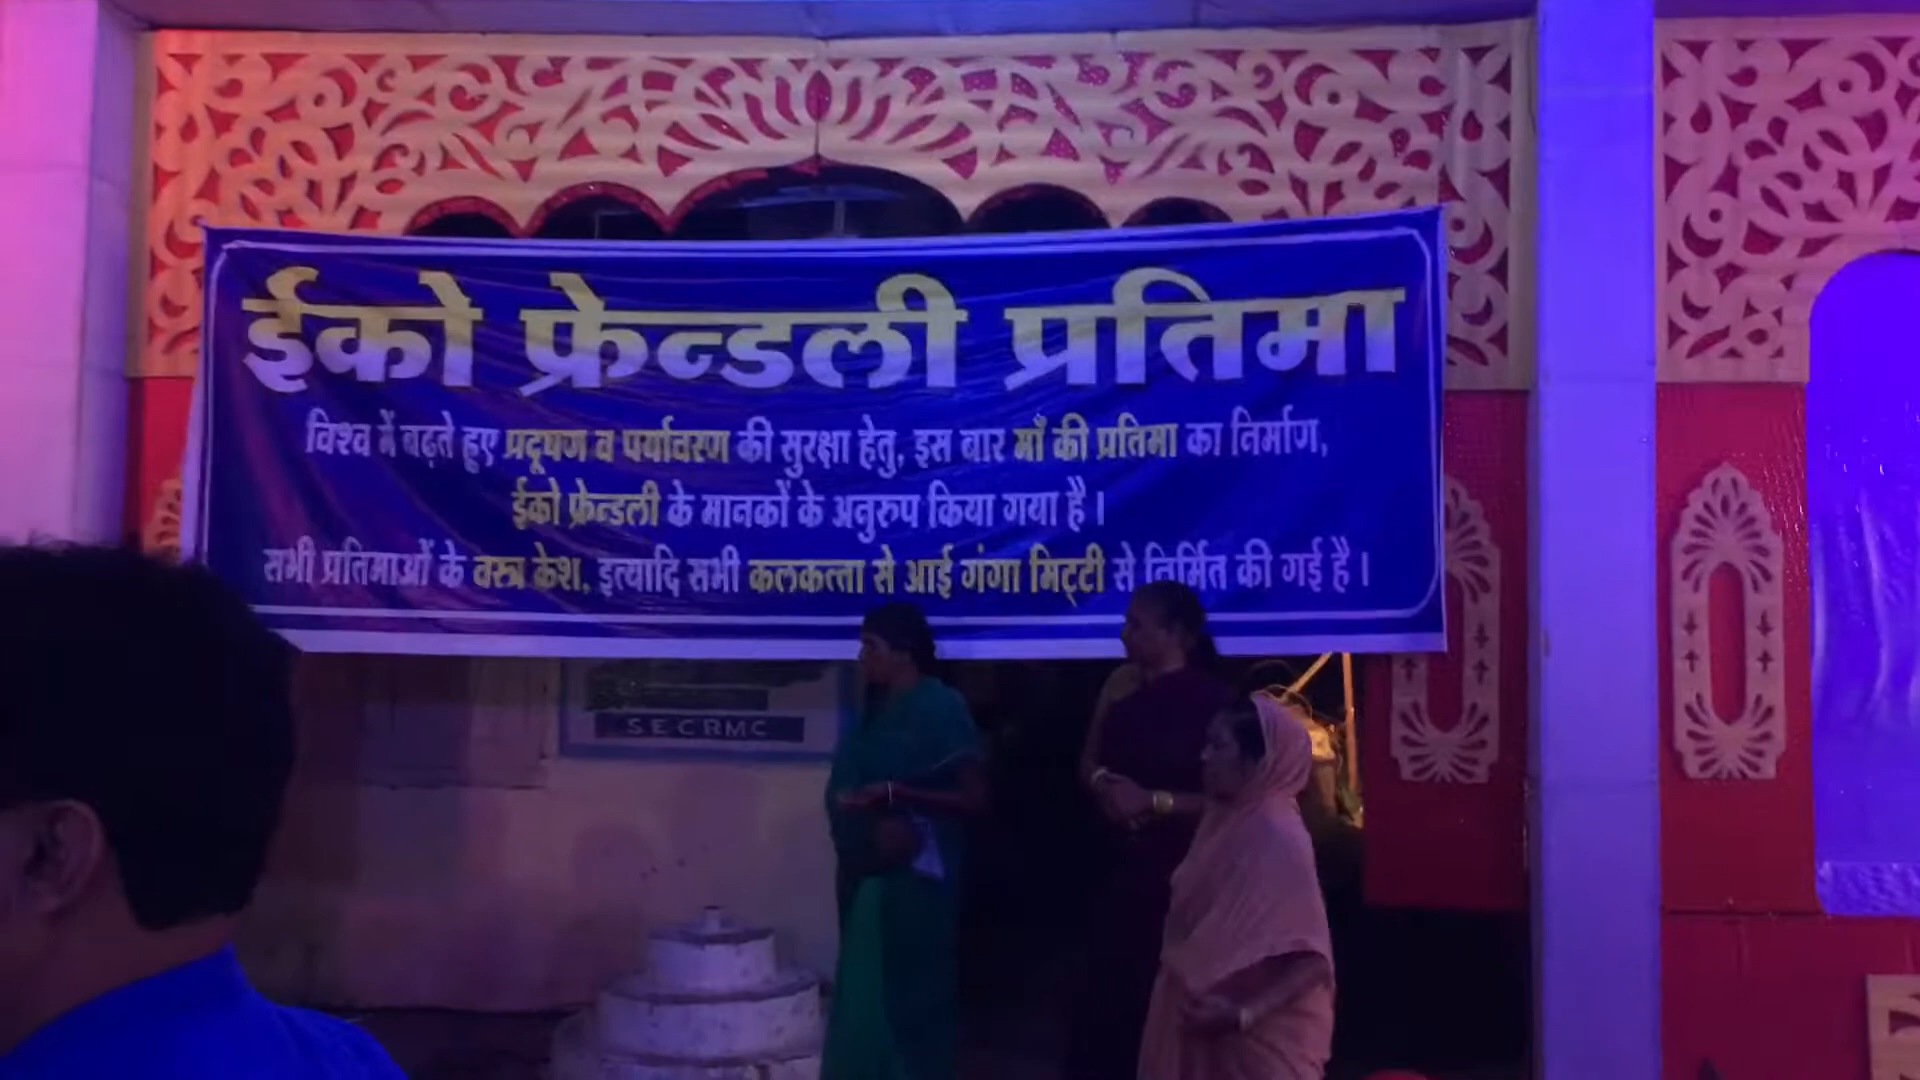 ईको फ्रेन्डली प्रतिमा
विश्व में बढ़ते हुए प्रदूषण व पर्यावरण की सुरक्षा हेतु, इस बार माँ की प्रतिमा का निर्माण,
ईको फ्रेन्डली के मानकों के अनुरुप किया गया है।
सभी प्रतिमाओं के वस्त्र केश, इत्यादि सभी कलकत्ता से आई गंगा मिट्टी से निर्मित की गई है।
SECRMC